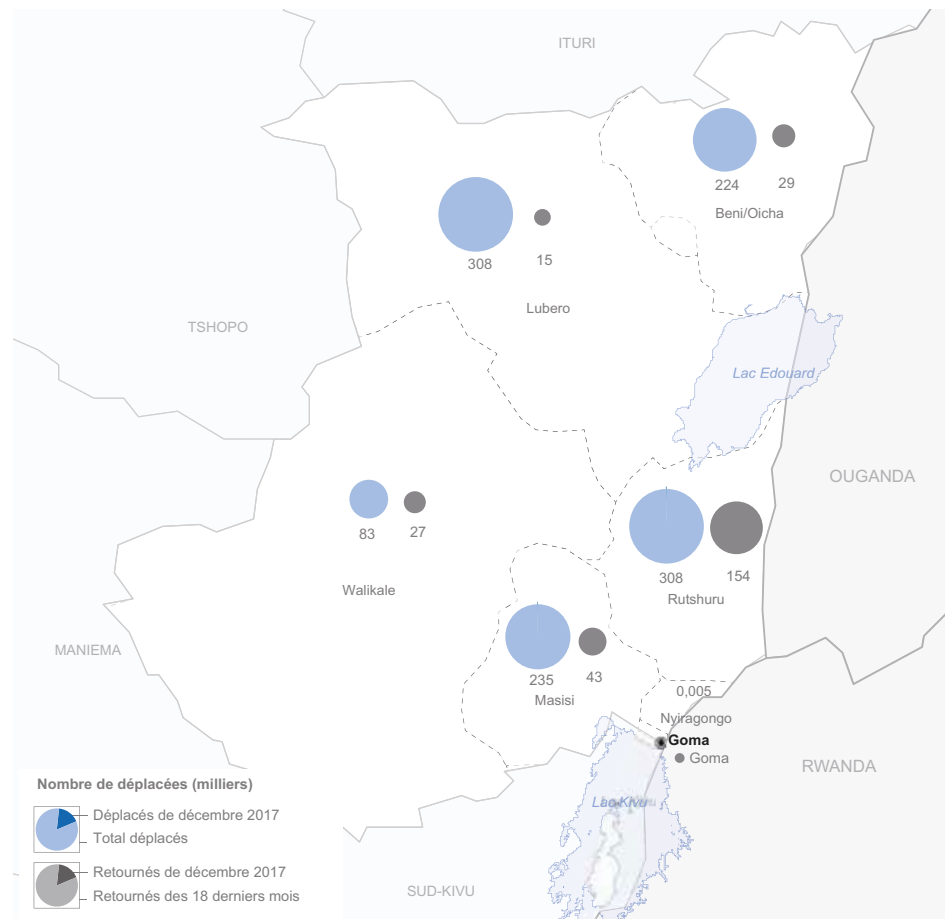 ITURI
224
29
Beni/Oicha
308
15
Lubero
TSHOPO
Lac Edouard
OUGANDA
83
27
Walikale
308
154
Rutshuru
MANIEMA
235
43
Masisi
0,005
Nyiragongo
Goma
Goma
RWANDA
Nombre de déplacées (milliers)
Déplacés de décembre 2017
Total déplacés
Retournés de décembre 2017
Retournés des 18 derniers mois
Lac Kivu
SUD-KIVU